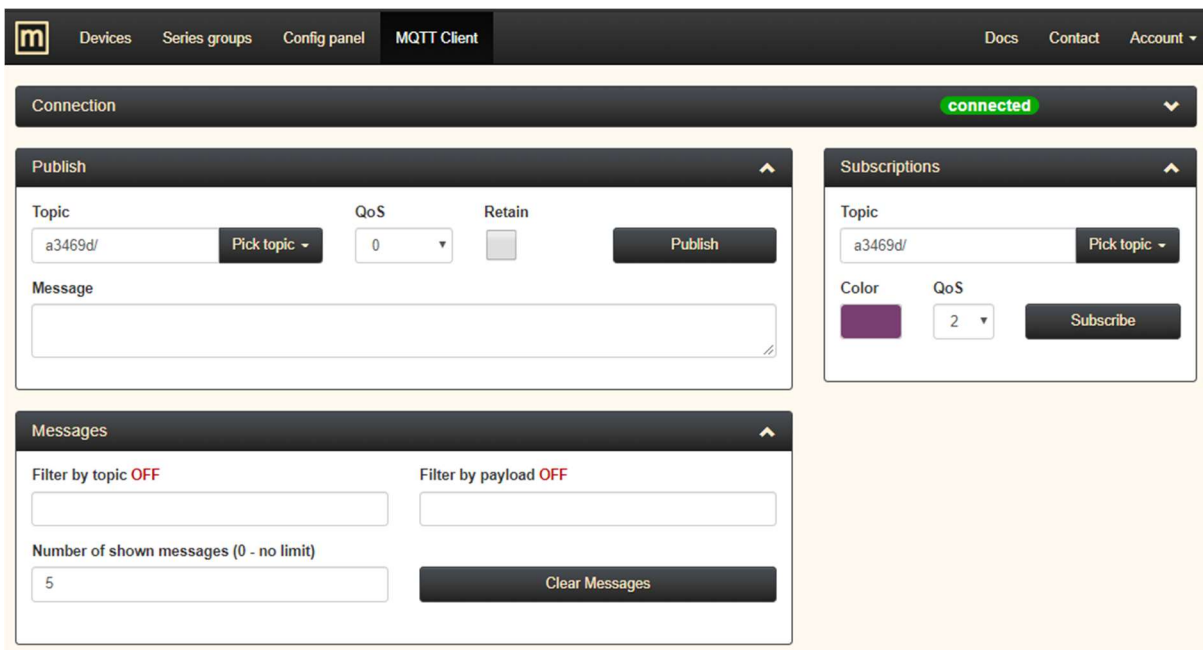 m Devices Series groups Config panel MQTT Client Docs Contact Account
Connection connected
Publish
Topic QoS Retain
a3469d/ Pick topic 0 Publish
Message
Subscriptions
Topic
a3469d/ Pick topic
Color QoS
2 Subscribe
Messages
Filter by topic OFF Filter by payload OFF
Number of shown messages (0 - no limit)
5 Clear Messages